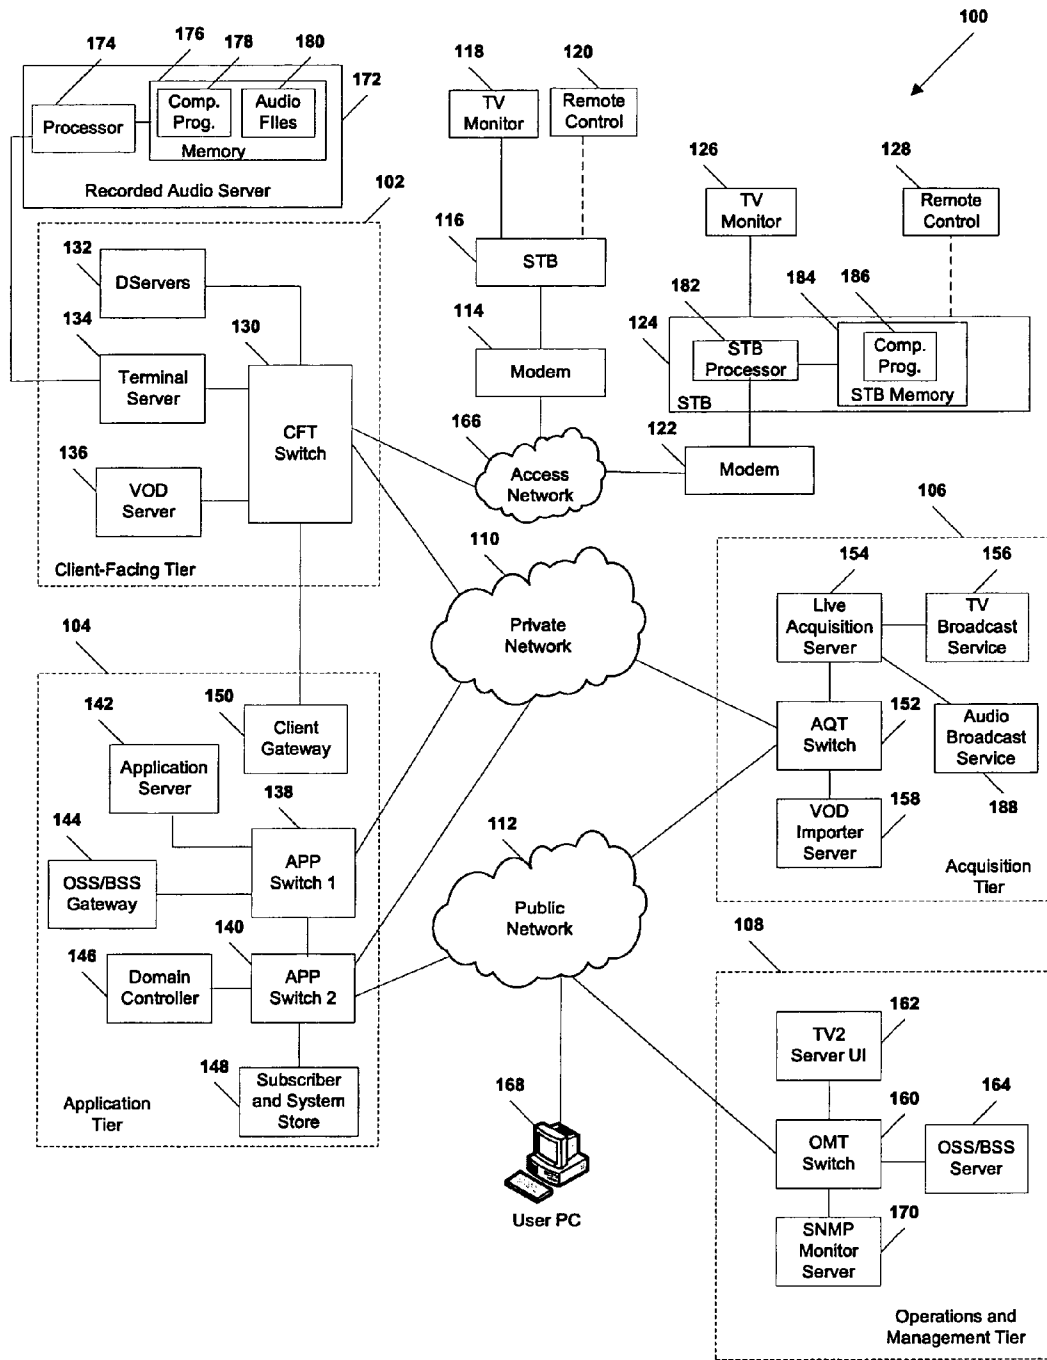 100
174
176
178
180
172
Processor
Comp.
Prog.
Audio
Files
Memory
Recorded Audio Server
118
120
TV
Monitor
Remote
Control
126
128
TV
Monitor
Remote
Control
102
132
DServers
134
Terminal
Server
130
CFT
Switch
136
VOD
Server
Client-Facing Tier
116
STB
114
Modem
166
Access
Network
182
184
186
124
STB
Processor
Comp.
Prog.
STB Memory
STB
122
Modem
110
Private
Network
106
154
156
Live
Acquisition
Server
TV
Broadcast
Service
152
AQT
Switch
Audio
Broadcast
Service
188
158
VOD
Importer
Server
Acquisition
Tier
104
142
150
Client
Gateway
Application
Server
138
144
APP
Switch 1
OSS/BSS
Gateway
140
146
Domain
Controller
APP
Switch 2
148
Subscriber
and System
Store
Application
Tier
112
Public
Network
168
User PC
108
162
TV2
Server UI
160
164
OMT
Switch
OSS/BSS
Server
170
SNMP
Monitor
Server
Operations and
Management Tier